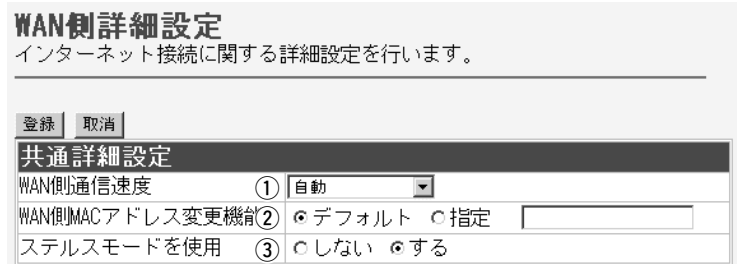 WAN側詳細設定
インターネット接続に関する詳細設定を行います。
登録 取消
共通詳細設定
WAN側通信速度 ① 自動
WAN側MACアドレス変更機能② デフォルト 指定
ステルスモードを使用 ③ しない する